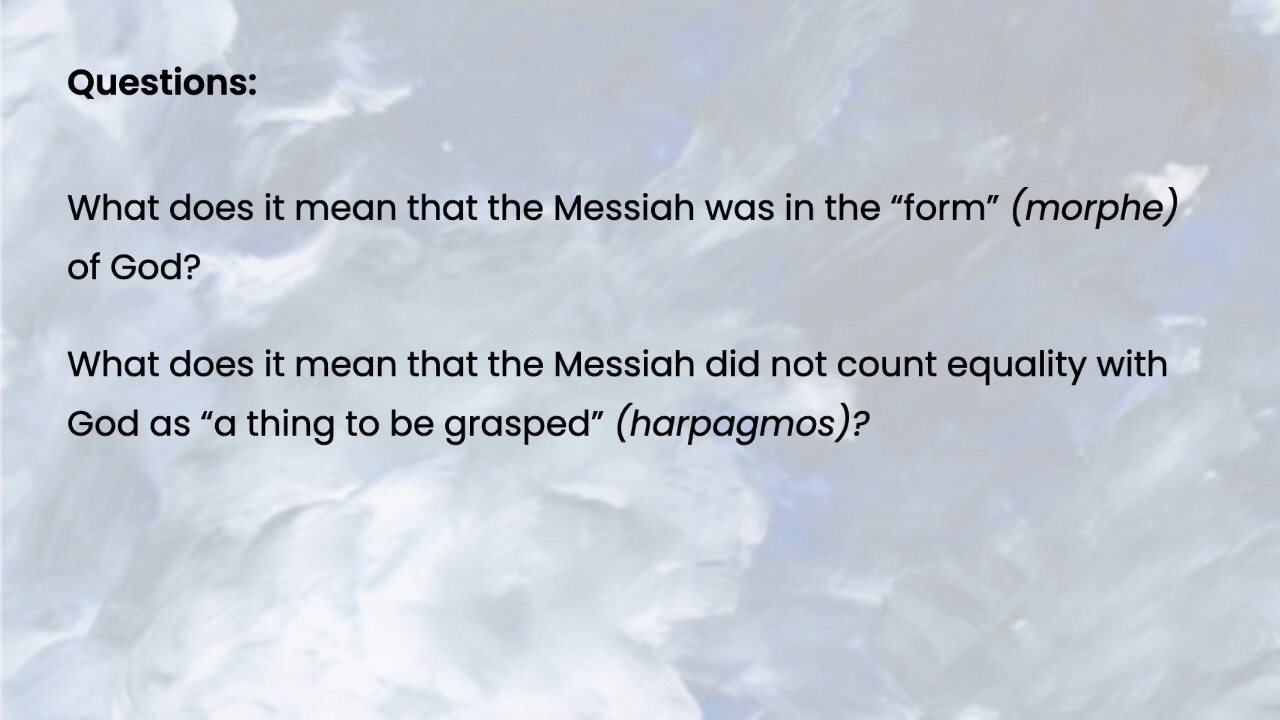 Questions:
What does it mean that the Messiah was in the “form” (morphe)
of God?
What does it mean that the Messiah did not count equality with
God as “a thing to be grasped” (harpagmos)?